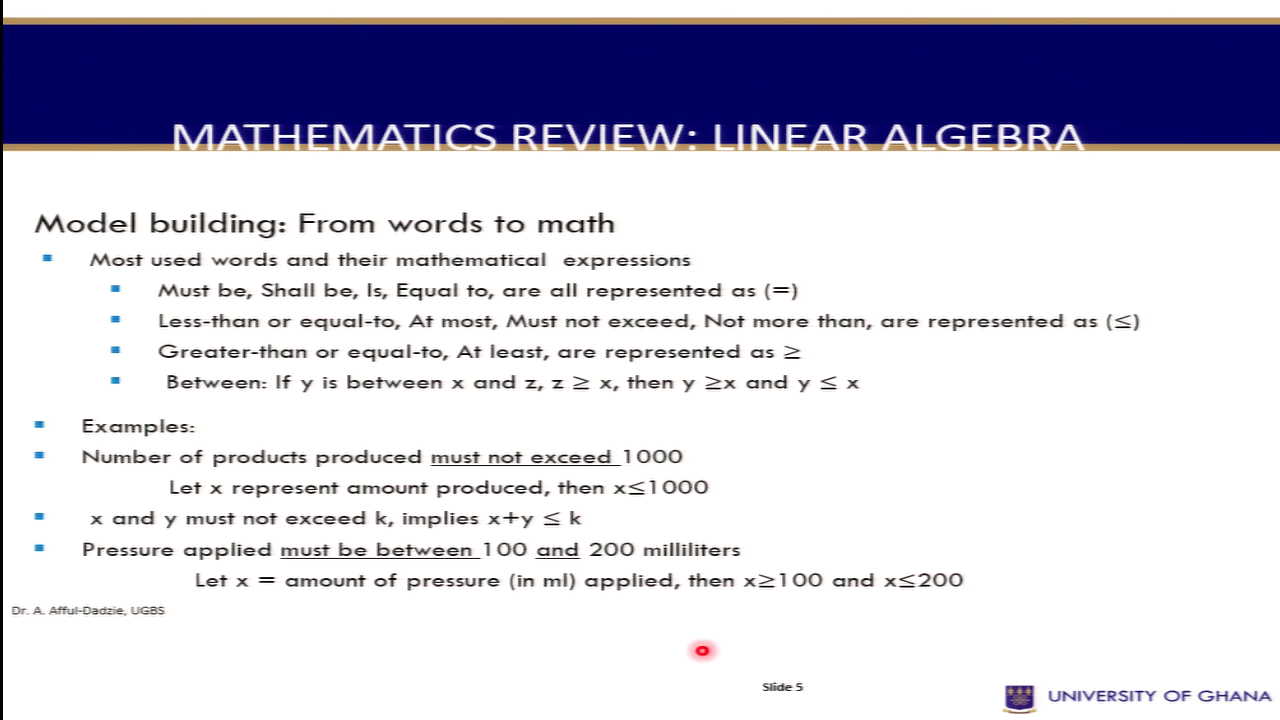 MATHEMATICS REVIEW: LINEAR ALGEBRA
Model building: From words to math
Most used words and their mathematical expressions
Must be, Shall be, Is, Equal to, are all represented as (=)
Less-than or equal-to, At most, Must not exceed, Not more than, are represented as (≤)
Greater-than or equal-to, At least, are represented as ≥
Between: If y is between x and z, z ≥ x, then y ≥x and y ≤ x
Examples:
Number of products produced must not exceed 1000
Let x represent amount produced, then x≤1000
x and y must not exceed k, implies x+y ≤ k
Pressure applied must be between 100 and 200 milliliters
Let x = amount of pressure (in ml) applied, then x≥100 and x≤200
Dr. A. Afful-Dadzie, UGBS
Slide 5
UNIVERSITY OF GHANA